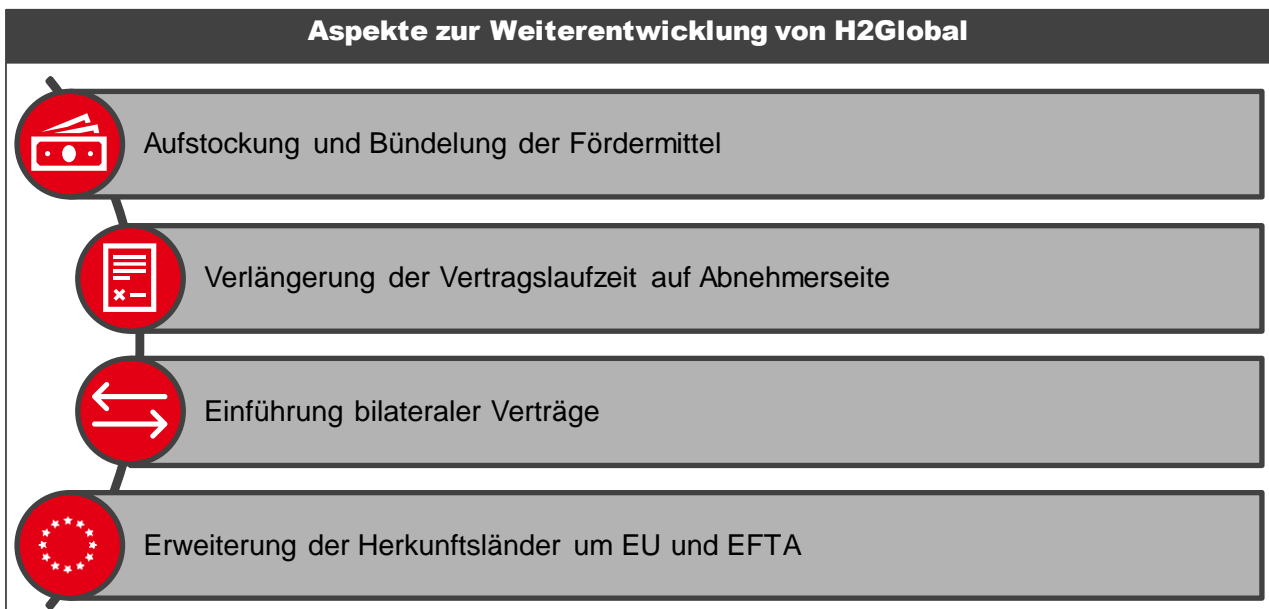 Aspekte zur Weiterentwicklung von H2Global
Aufstockung und Bündelung der Fördermittel
Verlängerung der Vertragslaufzeit auf Abnehmerseite
Einführung bilateraler Verträge
Erweiterung der Herkunftsländer um EU und EFTA